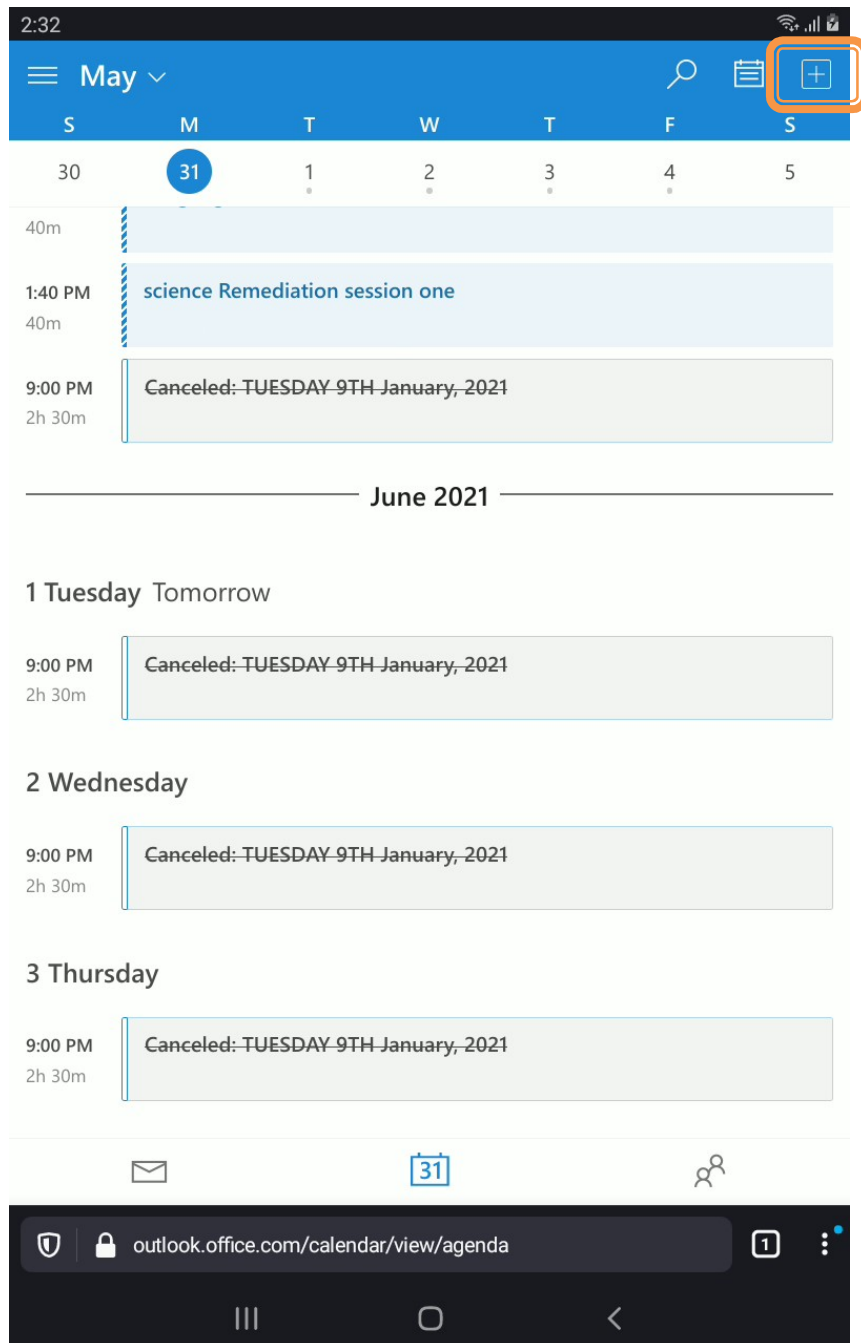 2:32
May
S M T W T F S
30 31 1 2 3 4 5
40m
1:40 PM science Remediation session one
40m
9:00 PM Canceled: TUESDAY 9TH January, 2021
2h 30m
June 2021
1 Tuesday Tomorrow
9:00 PM Canceled: TUESDAY 9TH January, 2021
2h 30m
2 Wednesday
9:00 PM Canceled: TUESDAY 9TH January, 2021
2h 30m
3 Thursday
9:00 PM Canceled: TUESDAY 9TH January, 2021
2h 30m
31
outlook.office.com/calendar/view/agenda 1